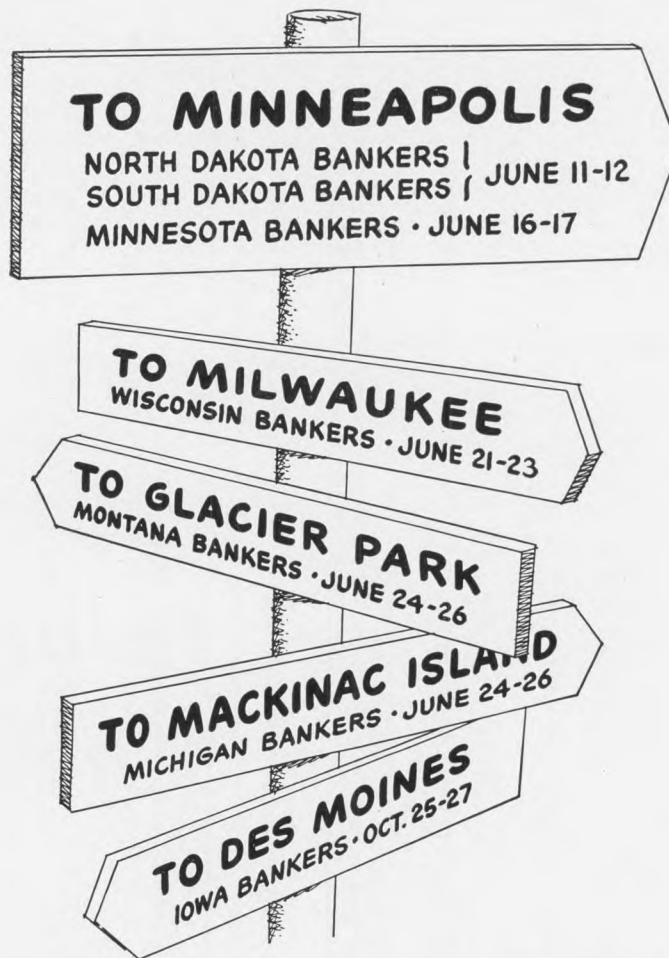 TO MINNEAPOLIS
NORTH DAKOTA BANKERS }
SOUTH DAKOTA BANKERS } JUNE 11-12
MINNESOTA BANKERS · JUNE 16-17
TO MILWAUKEE
WISCONSIN BANKERS · JUNE 21-23
TO GLACIER PARK
MONTANA BANKERS · JUNE 24-26
TO MACKINAC ISLAND
MICHIGAN BANKERS · JUNE 24-26
TO DES MOINES
IOWA BANKERS · OCT. 25-27